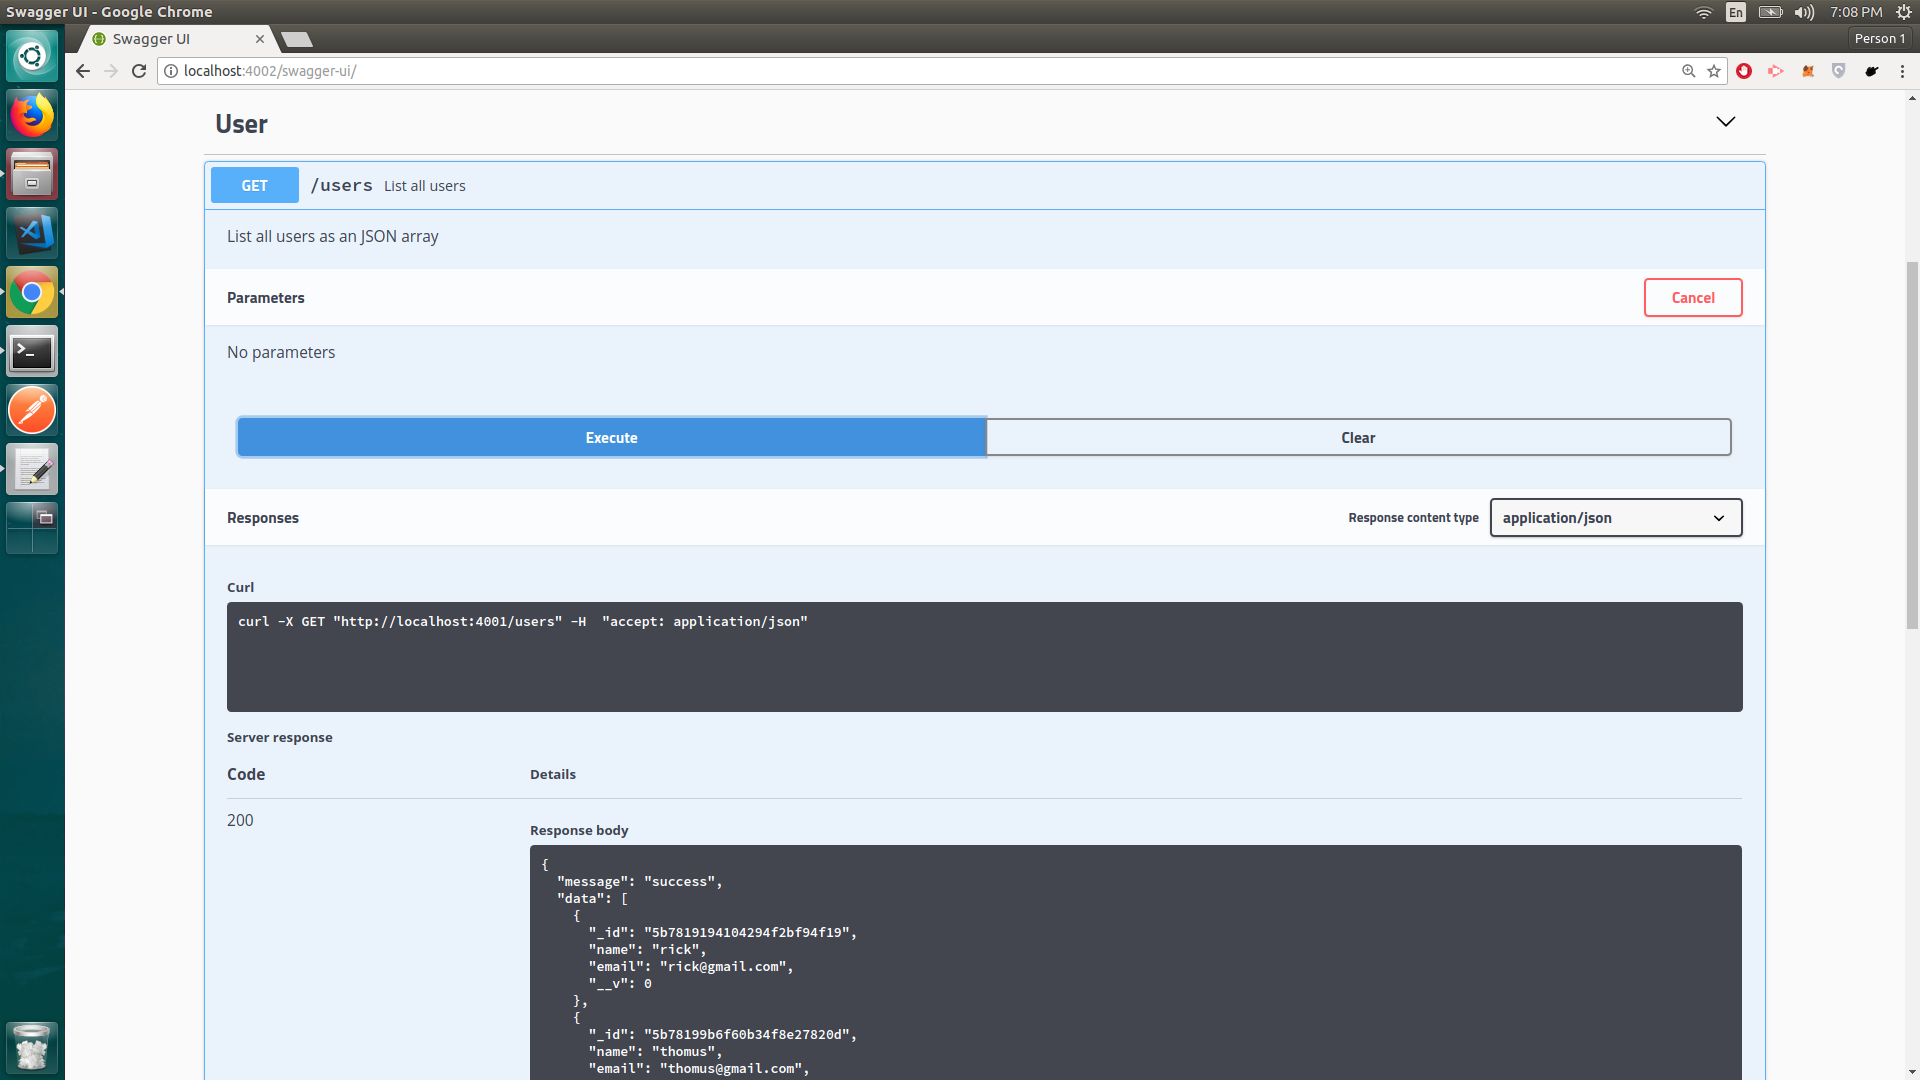 Swagger UI - Google Chrome
En
7:08 PM
Swagger UI
Person 1
localhost:4002/swagger-ui/
User
GET /users List all users
List all users as an JSON array
Parameters
Cancel
No parameters
Execute
Clear
Responses
Response content type
application/json
Curl
curl -X GET "http://localhost:4001/users" -H  "accept: application/json"
Server response
Code
Details
200
Response body
{
  "message": "success",
  "data": [
    {
      "_id": "5b7819194104294f2bf94f19",
      "name": "rick",
      "email": "rick@gmail.com",
      "__v": 0
    },
    {
      "_id": "5b78199b6f60b34f8e27820d",
      "name": "thomus",
      "email": "thomus@gmail.com",